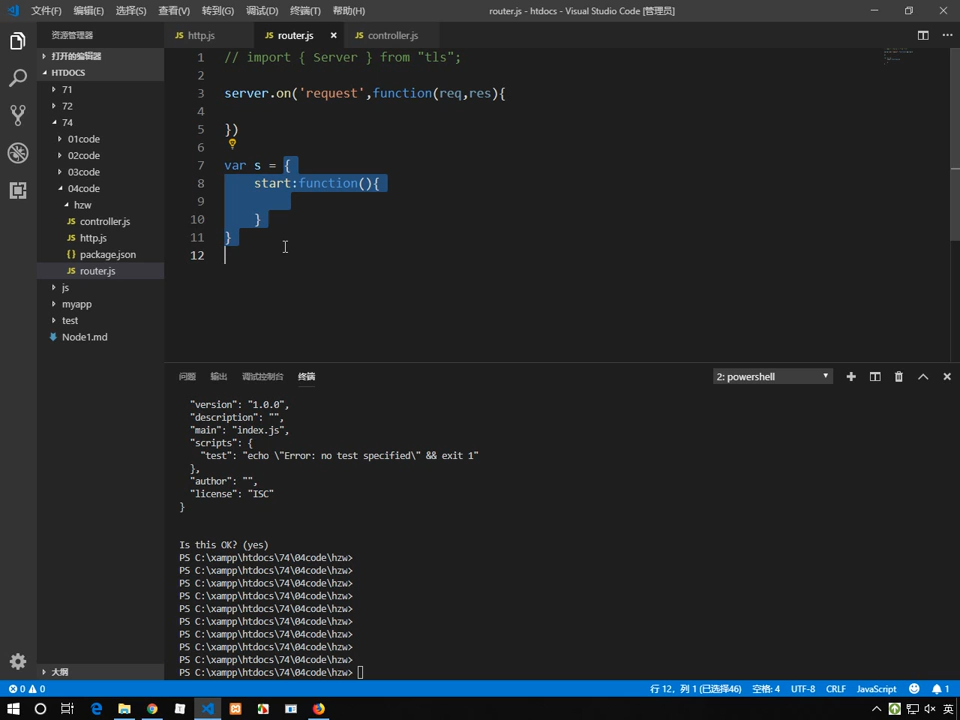 文件(F) 编辑(E) 选择(S) 查看(V) 转到(G) 调试(D) 终端(T) 帮助(H) router.js - htdocs - Visual Studio Code [管理员]
资源管理器
JS http.js
JS router.js
JS controller.js
打开的编辑器
HTDOCS
71
72
74
01code
02code
03code
04code
hzw
JS controller.js
JS http.js
{} package.json
JS router.js
js
myapp
test
Node1.md
大纲
1 // import { Server } from "tls";
2
3 server.on('request',function(req,res){
4
5 })
6
7 var s = {
8 start:function(){
9
10 }
11 }
12
问题 输出 调试控制台 终端 2: powershell
"version": "1.0.0",
"description": "",
"main": "index.js",
"scripts": {
"test": "echo \"Error: no test specified\" && exit 1"
},
"author": "",
"license": "ISC"
}
Is this OK? (yes)
PS C:\xampp\htdocs\74\04code\hzw>
PS C:\xampp\htdocs\74\04code\hzw>
PS C:\xampp\htdocs\74\04code\hzw>
PS C:\xampp\htdocs\74\04code\hzw>
PS C:\xampp\htdocs\74\04code\hzw>
PS C:\xampp\htdocs\74\04code\hzw>
PS C:\xampp\htdocs\74\04code\hzw>
PS C:\xampp\htdocs\74\04code\hzw>
PS C:\xampp\htdocs\74\04code\hzw>
PS C:\xampp\htdocs\74\04code\hzw>
0 0 行 12，列 1 (已选择46) 空格: 4 UTF-8 CRLF JavaScript 1
英